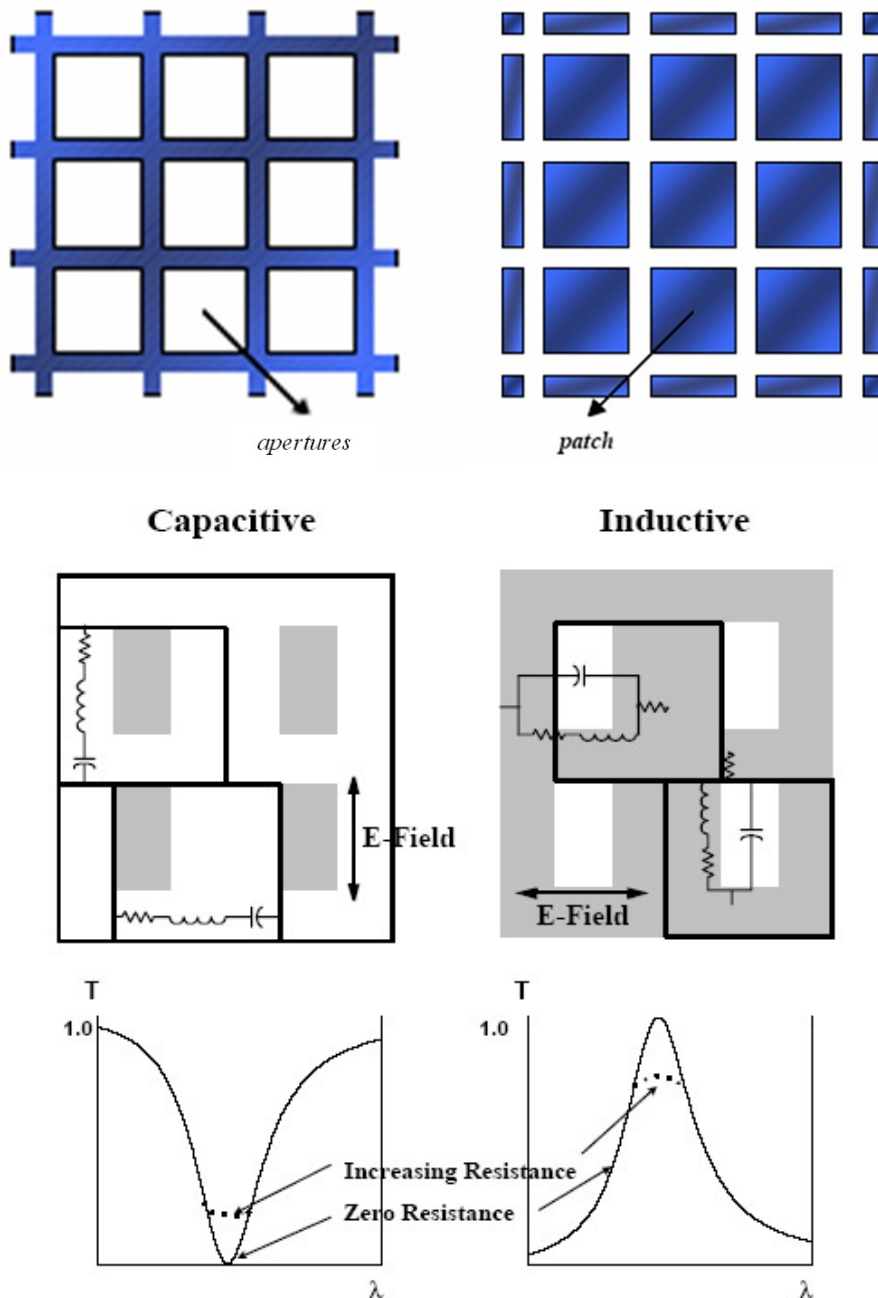 apertures
patch
Capacitive
Inductive
E-Field
E-Field
T
T
1.0
1.0
Increasing Resistance
Zero Resistance
λ
λ